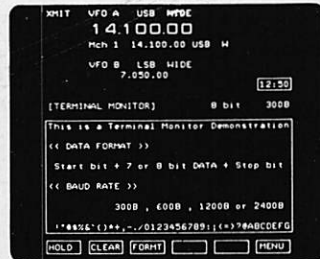 XMIT VFO A USB WIDE
14.100.00
Mch 1 14.100.00 USB W
VFO B LSB WIDE
7.050.00
12:50
[TERMINAL MONITOR] 8 bit 300B
This is a Terminal Monitor Demonstration
<< DATA FORMAT >>
Start bit + 7 or 8 bit DATA + Stop bit
<< BAUD RATE >>
300B , 600B , 1200B or 2400B
!"#$%&'()*+,-./0123456789:;<=>?@ABCDEFG
HOLD CLEAR FORMT MENU